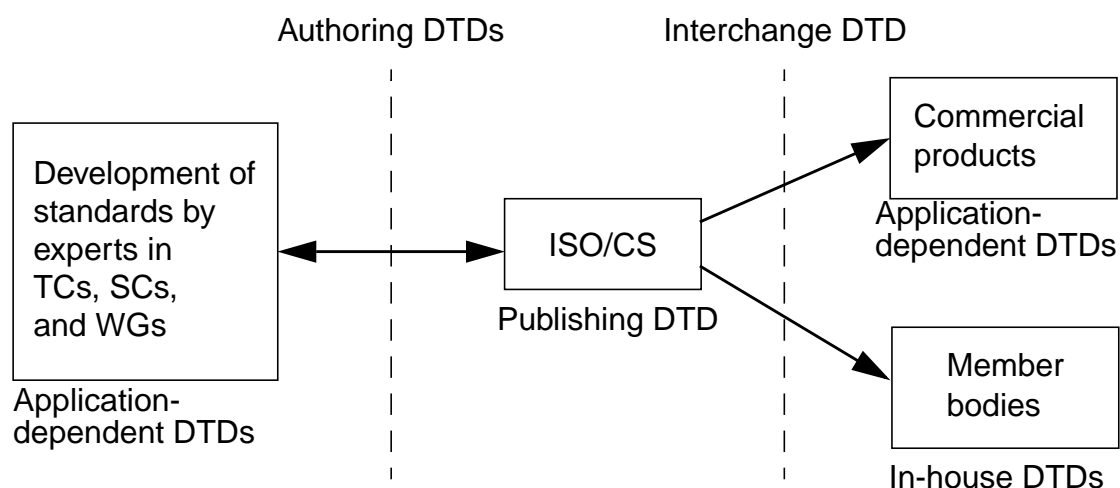 Authoring DTDs
Interchange DTD
Development of
standards by
experts in
TCs, SCs,
and WGs
Application-
dependent DTDs
ISO/CS
Publishing DTD
Commercial
products
Application-
dependent DTDs
Member
bodies
In-house DTDs